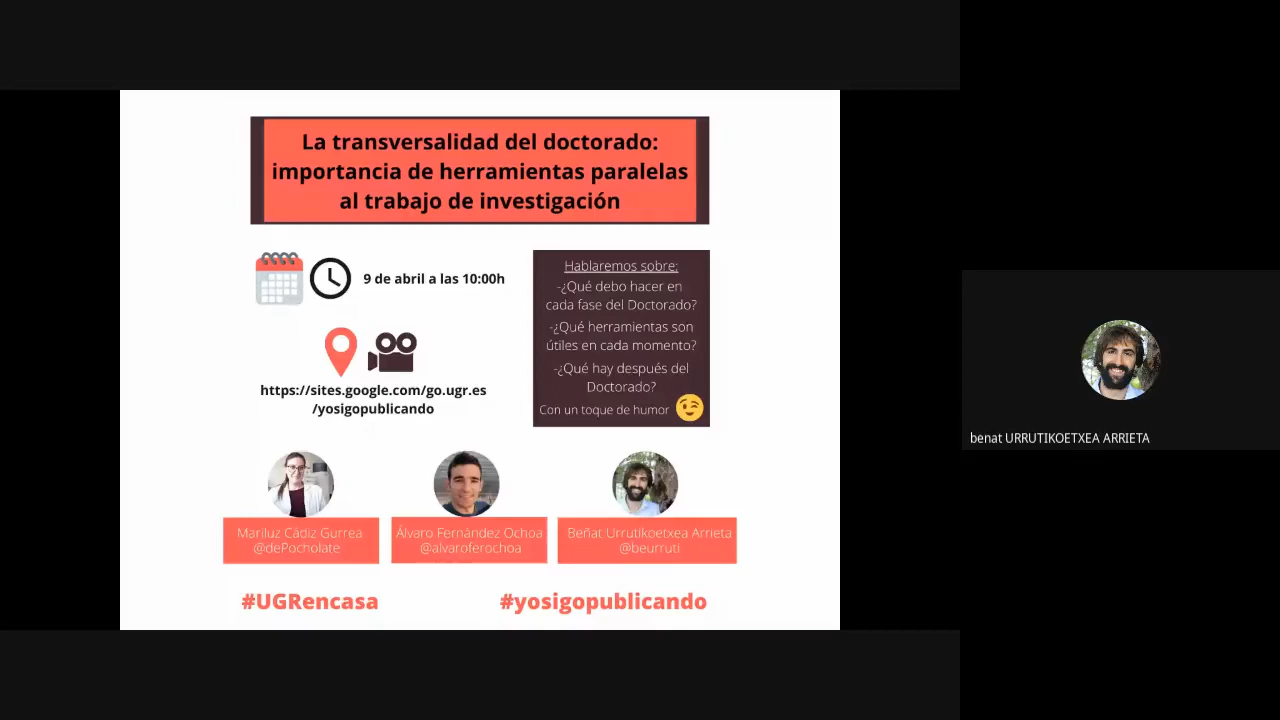 La transversalidad del doctorado:
importancia de herramientas paralelas
al trabajo de investigación
9 de abril a las 10:00h
https://sites.google.com/go.ugr.es
/yosigopublicando
Hablaremos sobre:
-¿Qué debo hacer en
cada fase del Doctorado?
-¿Qué herramientas son
útiles en cada momento?
-¿Qué hay después del
Doctorado?
Con un toque de humor
Mariluz Cádiz Gurrea
@dePocholate
Álvaro Fernández Ochoa
@alvaroferochoa
Beñat Urrutikoetxea Arrieta
@beurruti
#UGRencasa
#yosigopublicando
benat URRUTIKOETXEA ARRIETA